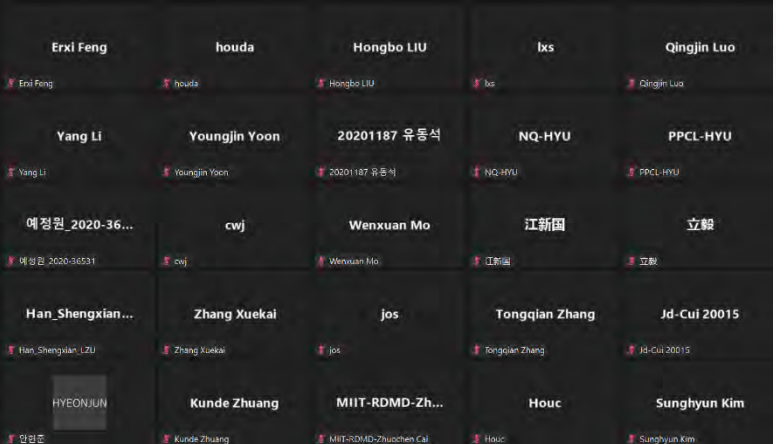 Erxi Feng
houda
Hongbo LIU
lxs
Qingjin Luo
Erxi Feng
houda
Hongbo LIU
lxs
Qingjin Luo
Yang Li
Youngjin Yoon
20201187 유동석
NQ-HYU
PPCL-HYU
Yang Li
Youngjin Yoon
20201187 유동석
NQ-HYU
PPCL-HYU
예정원_2020-36...
cwj
Wenxuan Mo
江新国
立毅
예정원_2020-36531
cwj
Wenxuan Mo
江新国
立毅
Han_Shengxian...
Zhang Xuekai
jos
Tongqian Zhang
Jd-Cui 20015
Han_Shengxian_LZU
Zhang Xuekai
jos
Tongqian Zhang
Jd-Cui 20015
HYEONJUN
Kunde Zhuang
MIIT-RDMD-Zh...
Houc
Sunghyun Kim
안현준
Kunde Zhuang
MIIT-RDMD-Zhuochen Cai
Houc
Sunghyun Kim